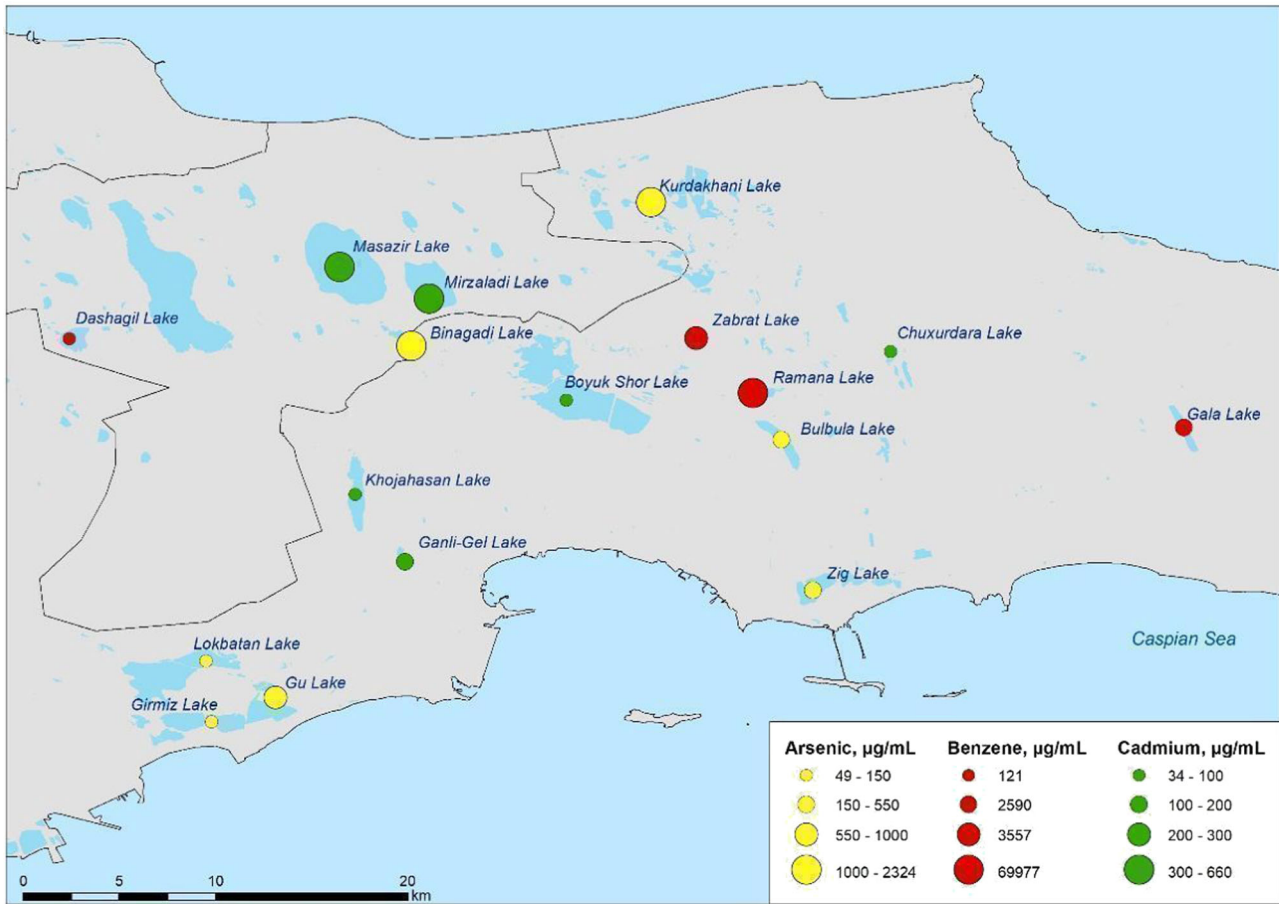 Kurdakhani Lake
Masazir Lake
Mirzaladi Lake
Dashagil Lake
Binagadi Lake
Zabrat Lake
Chuxurdara Lake
Boyuk Shor Lake
Ramana Lake
Gala Lake
Bulbula Lake
Khojahasan Lake
Ganli-Gel Lake
Zig Lake
Lokbatan Lake
Caspian Sea
Gu Lake
Girmiz Lake
Arsenic, µg/mL
49 - 150
150 - 550
550 - 1000
1000 - 2324
Benzene, µg/mL
121
2590
3557
69977
Cadmium, µg/mL
34 - 100
100 - 200
200 - 300
300 - 660
0 5 10 20
km